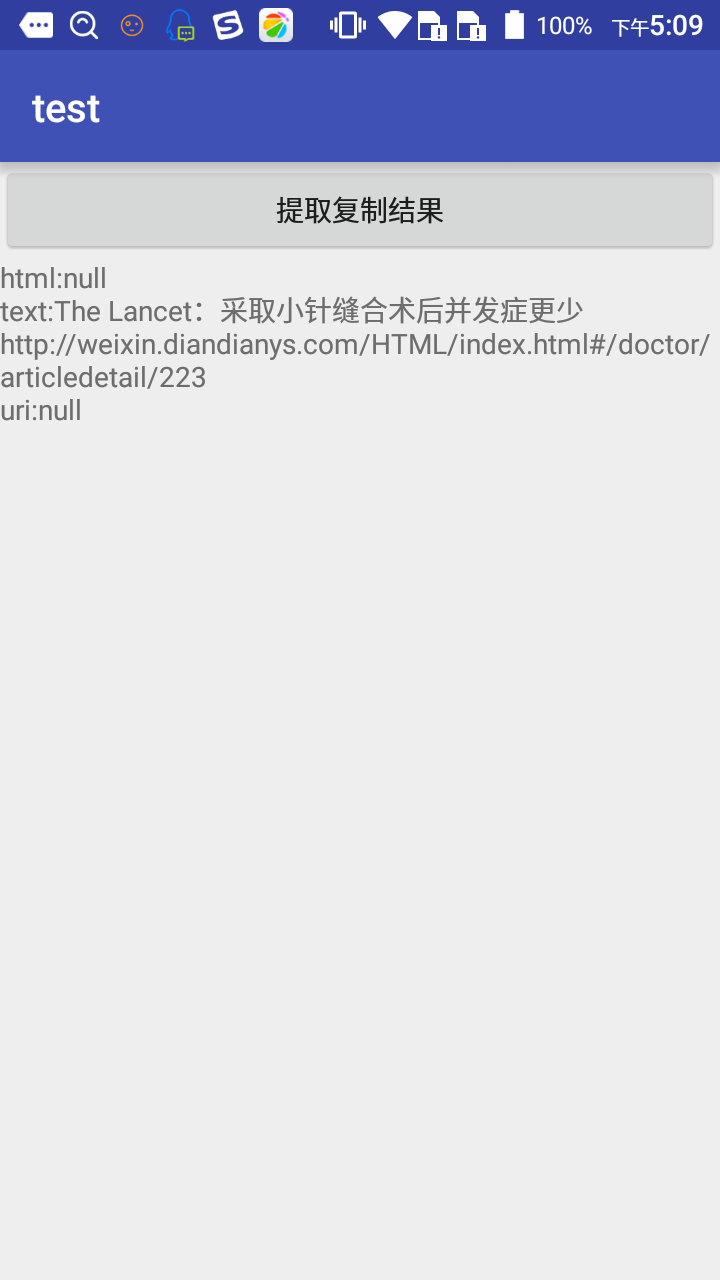 100% 下午5:09
test
提取复制结果
html:null
text:The Lancet：采取小针缝合术后并发症更少
http://weixin.diandianys.com/HTML/index.html#/doctor/
articledetail/223
uri:null